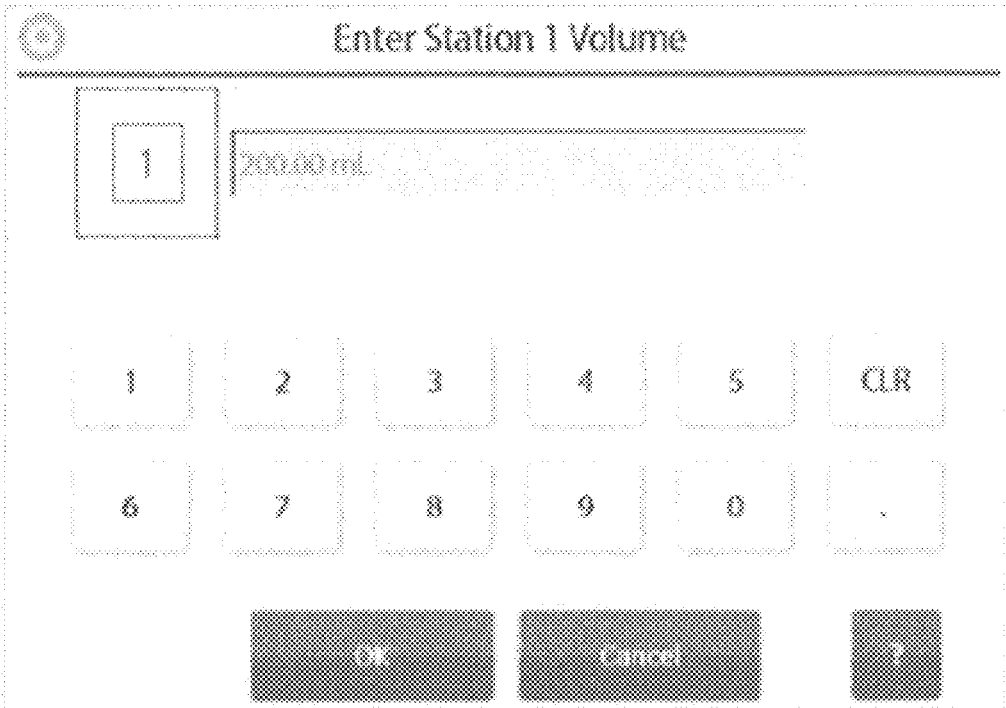 Enter Station 1 Volume
1
200.00 mL
1 2 3 4 5 CLR
6 7 8 9 0 .
OK Cancel ?